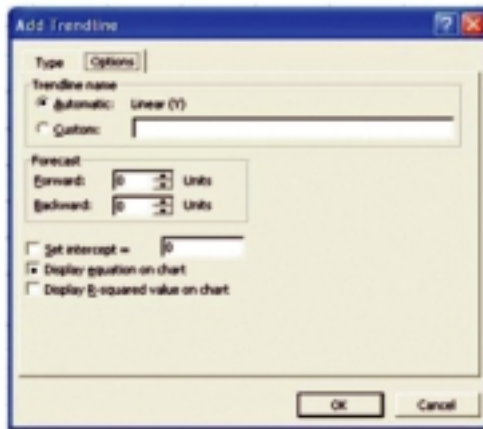 Add Trendline
Type Options
Trendline name
Automatic: Linear (Y)
Custom:
Forecast
Forward: 0 Units
Backward: 0 Units
Set intercept = 0
Display equation on chart
Display R-squared value on chart
OK Cancel